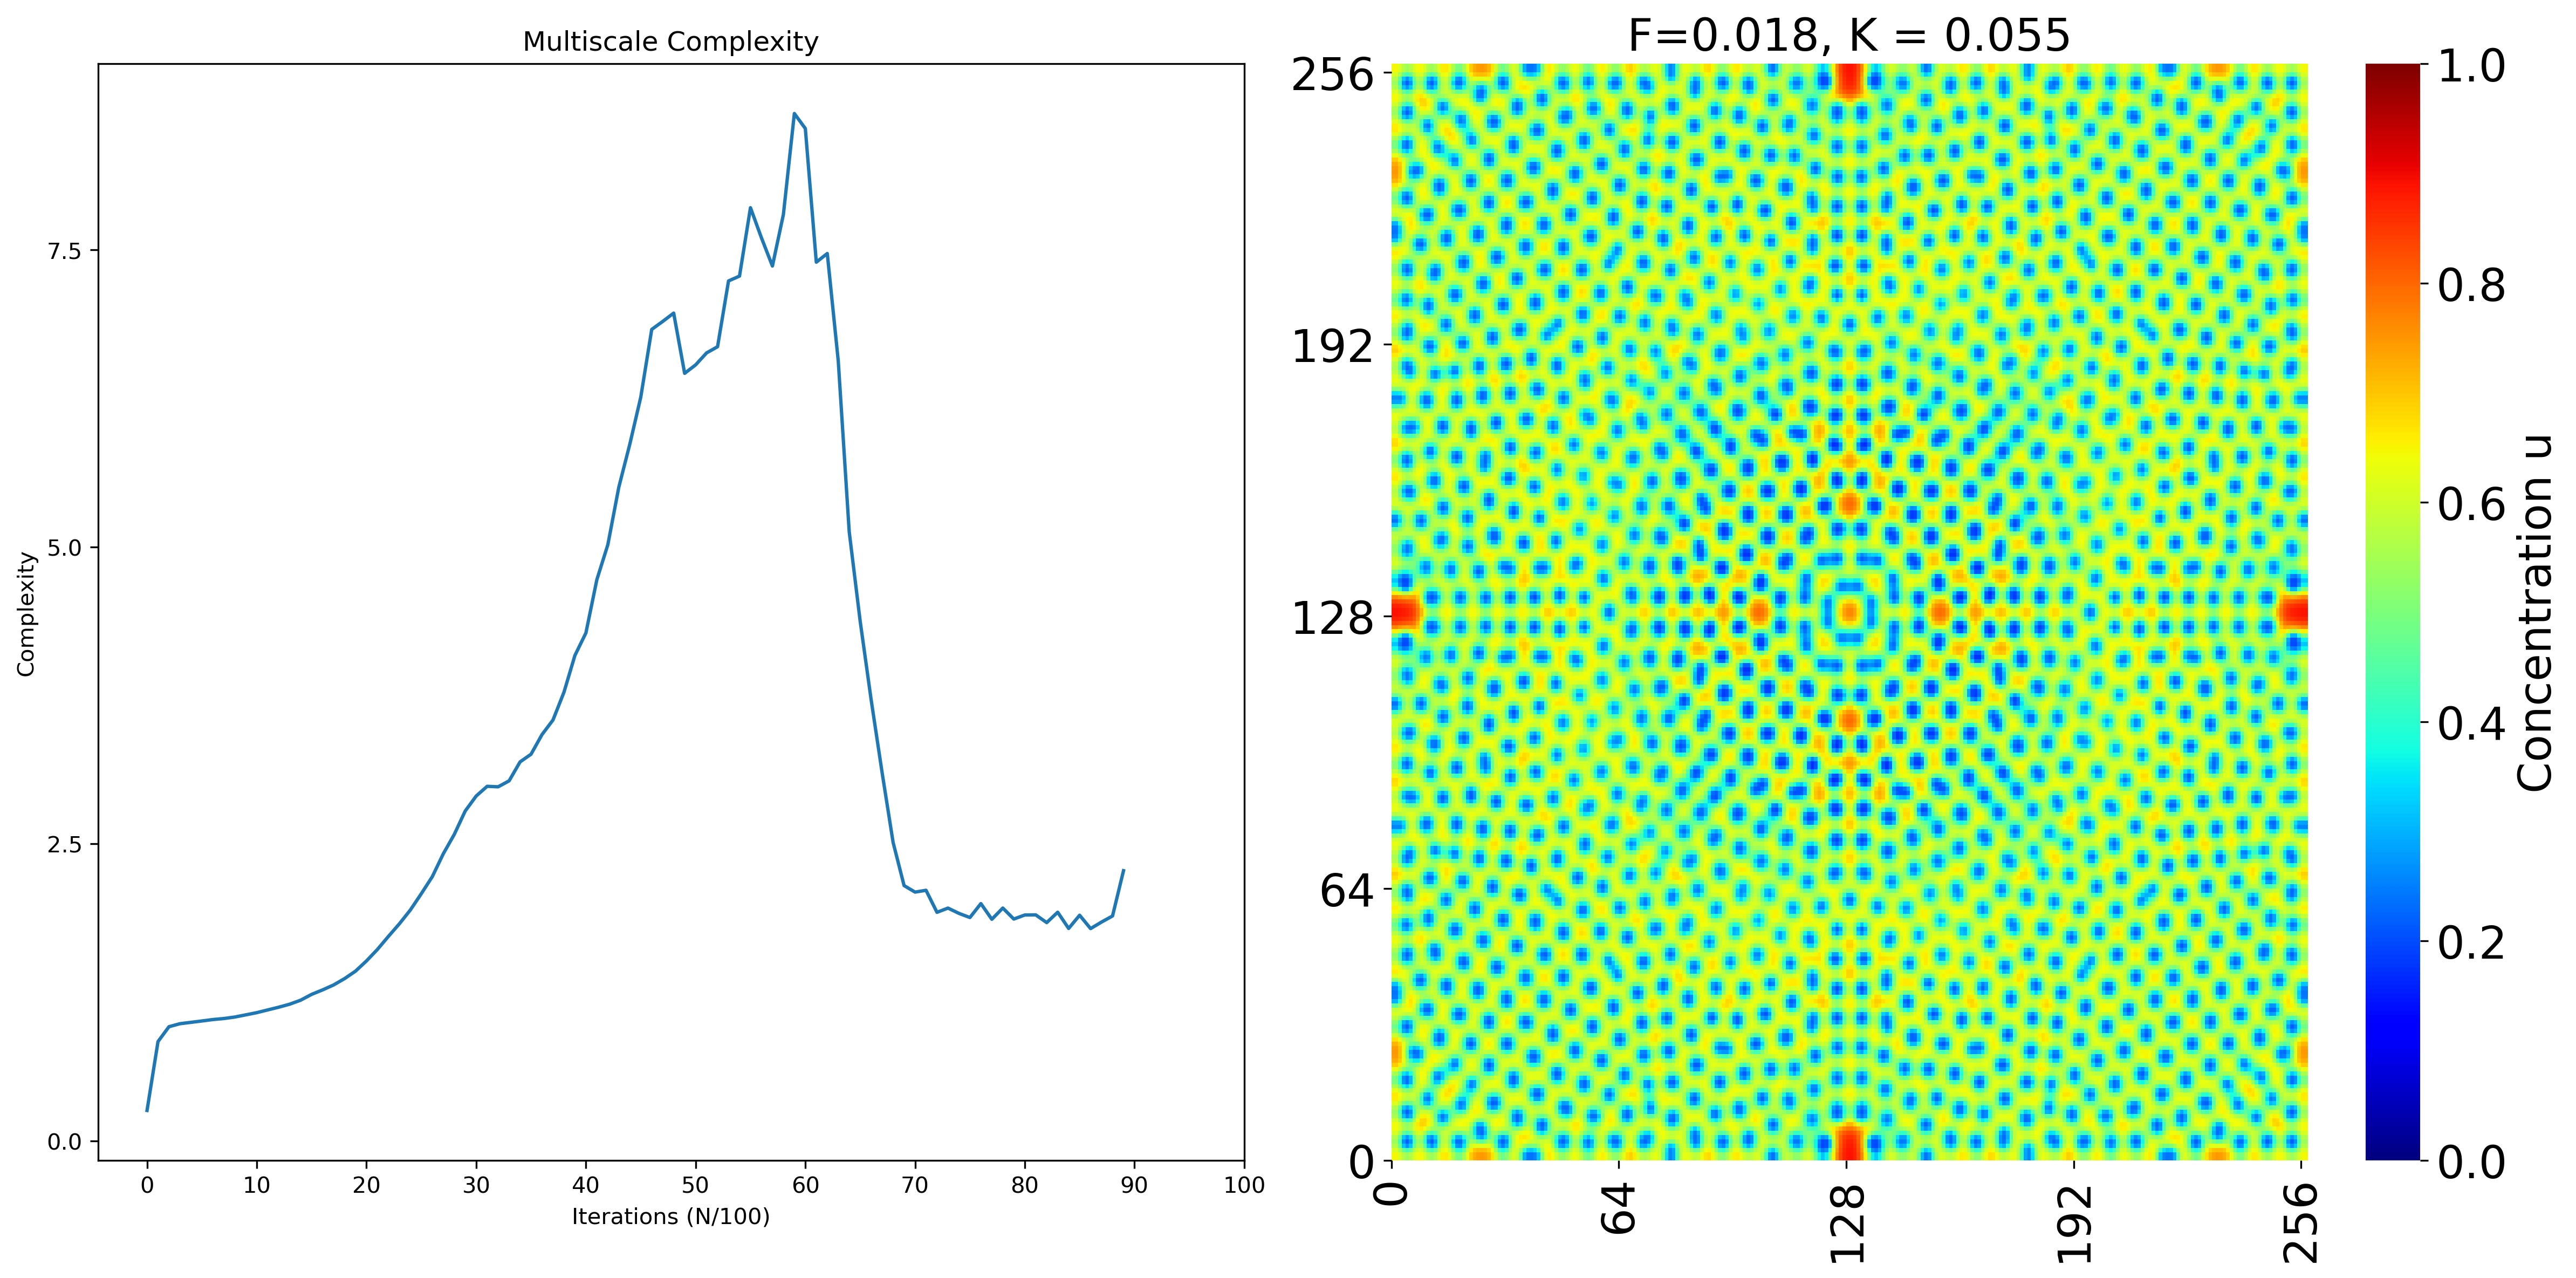 Multiscale Complexity
7.5
5.0
2.5
0.0
Complexity
0 10 20 30 40 50 60 70 80 90 100
Iterations (N/100)
F=0.018, K = 0.055
256
192
128
64
0
0 64 128 192 256
1.0
0.8
0.6
0.4
0.2
0.0
Concentration u